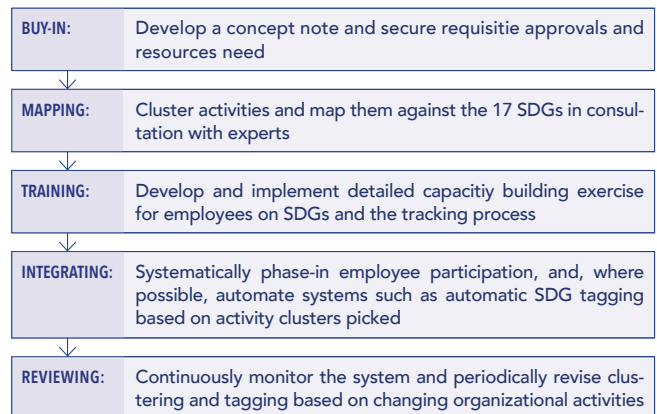 BUY-IN: Develop a concept note and secure requisitie approvals and
resources need
MAPPING: Cluster activities and map them against the 17 SDGs in consul-
tation with experts
TRAINING: Develop and implement detailed capacitiy building exercise
for employees on SDGs and the tracking process
INTEGRATING: Systematically phase-in employee participation, and, where
possible, automate systems such as automatic SDG tagging
based on activity clusters picked
REVIEWING: Continuously monitor the system and periodically revise clus-
tering and tagging based on changing organizational activities